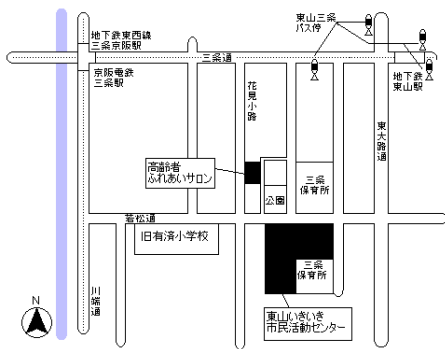 地下鉄東西線
三条京阪駅
東山三条
バス停
三条通
京阪電鉄
三条駅
地下鉄
東山駅
花見小路
東大路通
高齢者
ふれあいサロン
三条
保育所
公園
若松通
旧有済小学校
三条
保育所
川端通
N
東山いきいき
市民活動センター